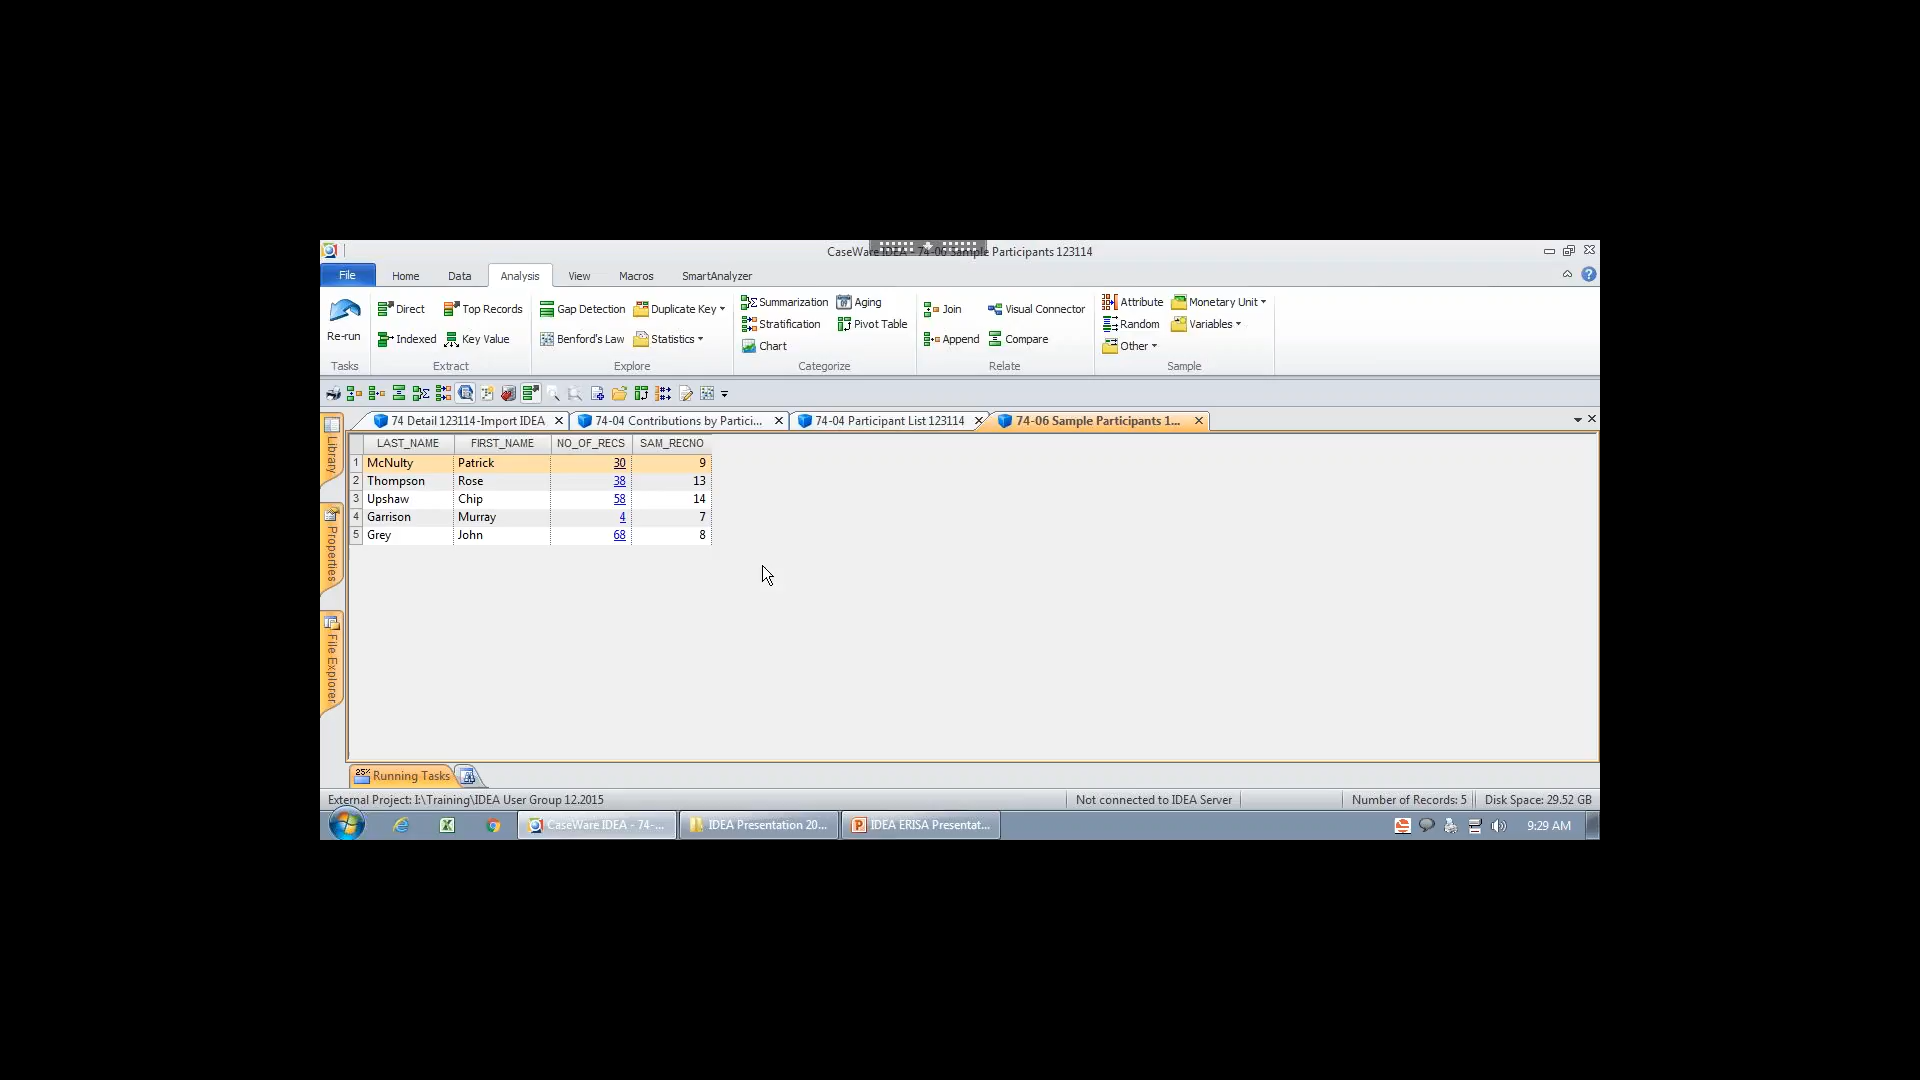 CaseWare IDEA - 74-06 Sample Participants 123114
File Home Data Analysis View Macros SmartAnalyzer
Re-run
Tasks
Direct Top Records
Indexed Key Value
Extract
Gap Detection Duplicate Key
Benford's Law Statistics
Explore
Summarization Aging
Stratification Pivot Table
Chart
Categorize
Join Visual Connector
Append Compare
Relate
Attribute Monetary Unit
Random Variables
Other
Sample
74 Detail 123114-Import IDEA 74-04 Contributions by Partici... 74-04 Participant List 123114 74-06 Sample Participants 1...
Library
Properties
File Explorer
LAST_NAME FIRST_NAME NO_OF_RECS SAM_RECNO
1 McNulty Patrick 30 9
2 Thompson Rose 38 13
3 Upshaw Chip 58 14
4 Garrison Murray 4 7
5 Grey John 68 8
25% Running Tasks
External Project: I:\Training\IDEA User Group 12.2015 Not connected to IDEA Server Number of Records: 5 Disk Space: 29.52 GB
CaseWare IDEA - 74-... IDEA Presentation 20... IDEA ERISA Presentat... 9:29 AM